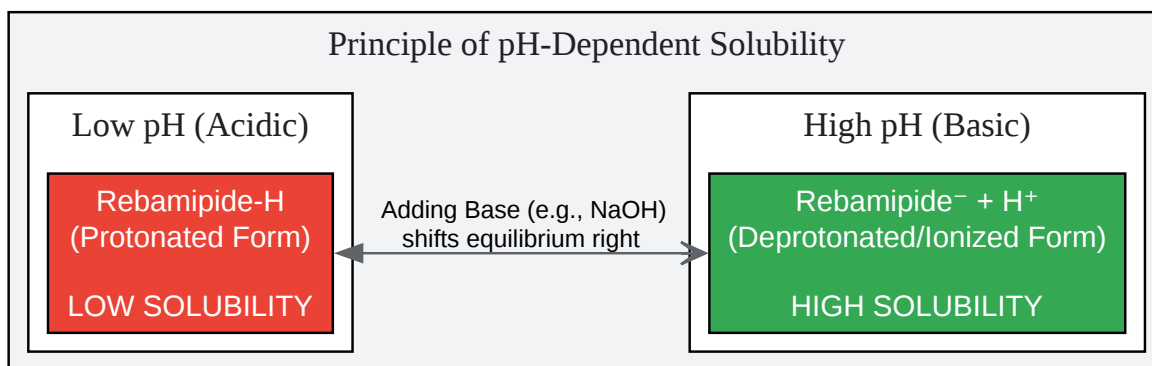 Principle of pH-Dependent Solubility
Low pH (Acidic)
Rebamipide-H
(Protonated Form)
LOW SOLUBILITY
Adding Base (e.g., NaOH)
shifts equilibrium right
High pH (Basic)
Rebamipide⁻ + H⁺
(Deprotonated/Ionized Form)
HIGH SOLUBILITY